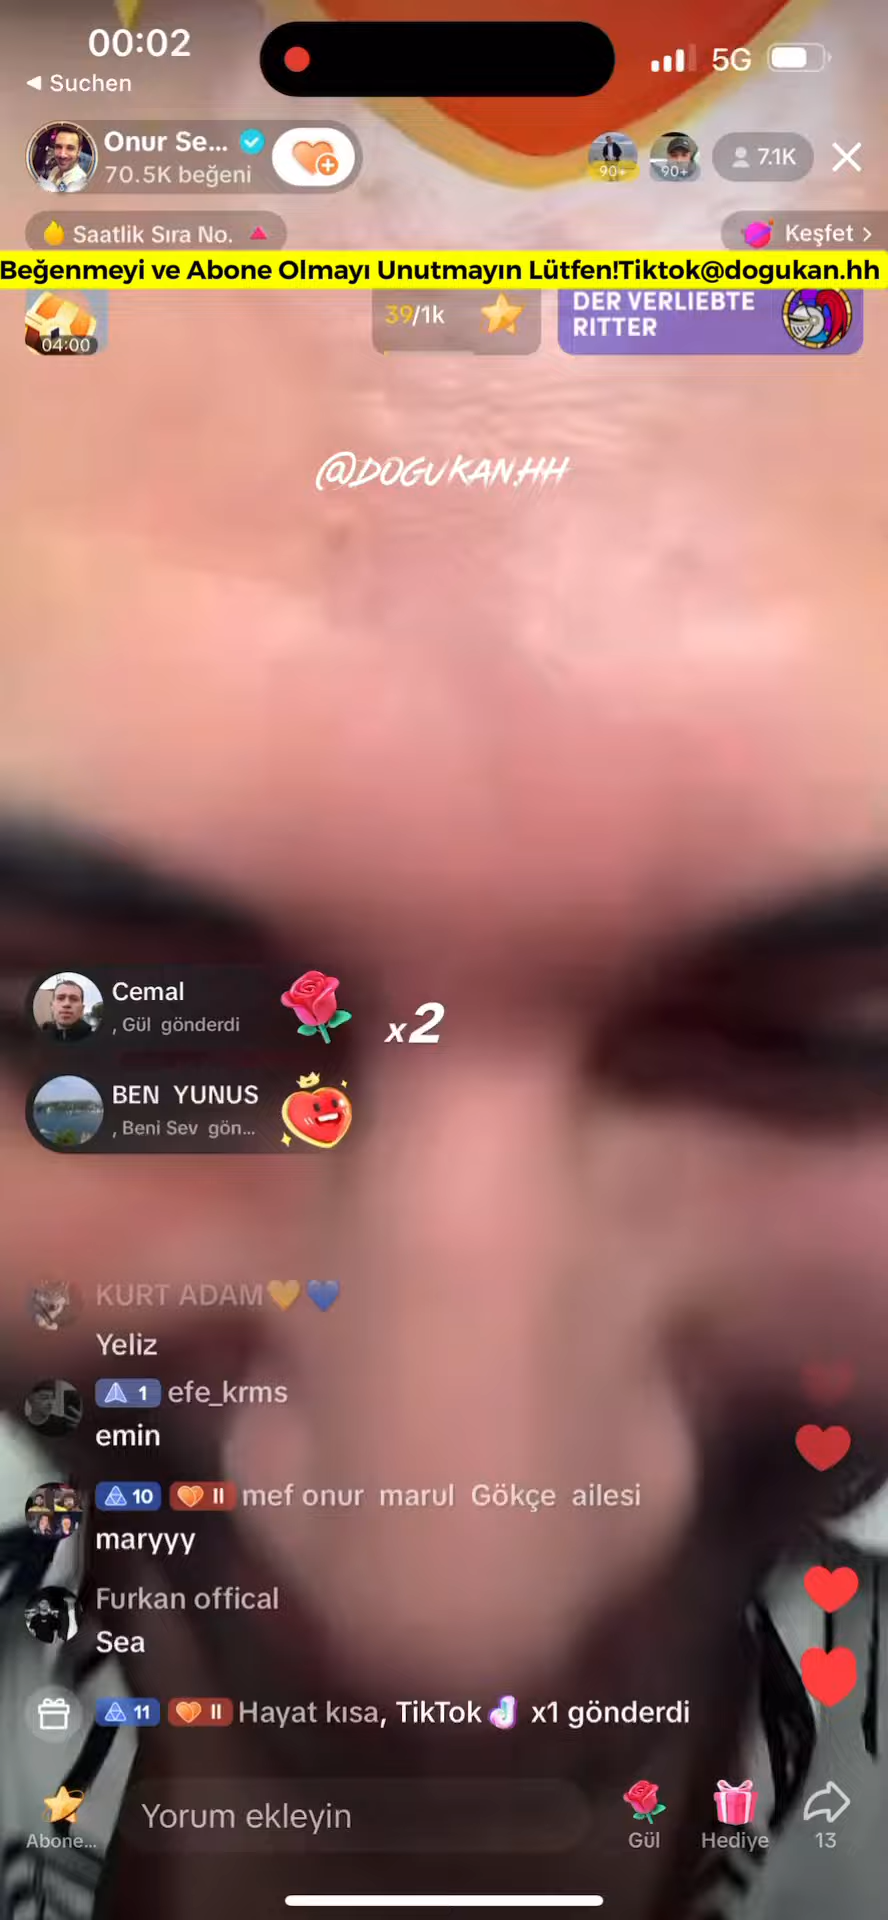 00:02
5G
◀ Suchen
Onur Se...
70.5K beğeni
90+
90+
7.1K
Saatlik Sıra No.
Keşfet >
Beğenmeyi ve Abone Olmayı Unutmayın Lütfen!Tiktok@dogukan.hh
04:00
39/1k
DER VERLIEBTE
RITTER
@DOGUKAN.HH
Cemal
, Gül gönderdi
x2
BEN YUNUS
, Beni Sev gön...
KURT ADAM💛💙
Yeliz
1 efe_krms
emin
10 II mef onur marul Gökçe ailesi
maryyy
Furkan offical
Sea
11 II Hayat kısa, TikTok x1 gönderdi
Yorum ekleyin
Abone...
Gül
Hediye
13